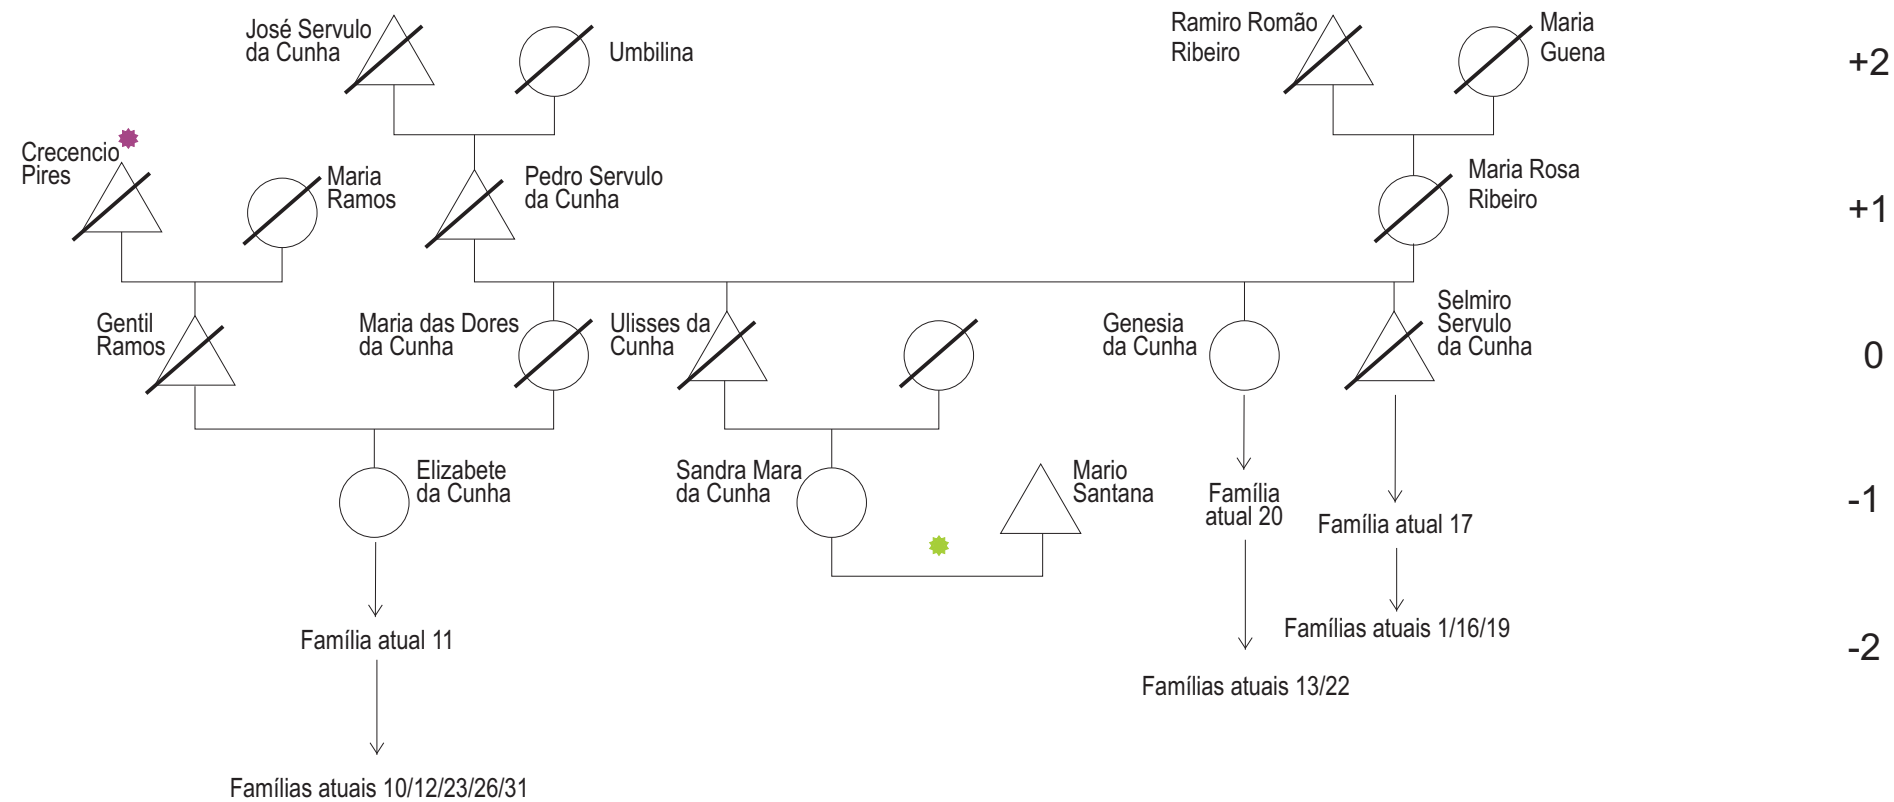 José Servulo
da Cunha
Umbilina
Ramiro Romão
Ribeiro
Maria
Guena
+2
Crecencio
Pires
Maria
Ramos
Pedro Servulo
da Cunha
Maria Rosa
Ribeiro
+1
Gentil
Ramos
Maria das Dores
da Cunha
Ulisses da
Cunha
Genesia
da Cunha
Selmiro
Servulo
da Cunha
0
Elizabete
da Cunha
Sandra Mara
da Cunha
Mario
Santana
Família
atual 20
Família atual 17
-1
Família atual 11
Famílias atuais 1/16/19
-2
Famílias atuais 13/22
Famílias atuais 10/12/23/26/31